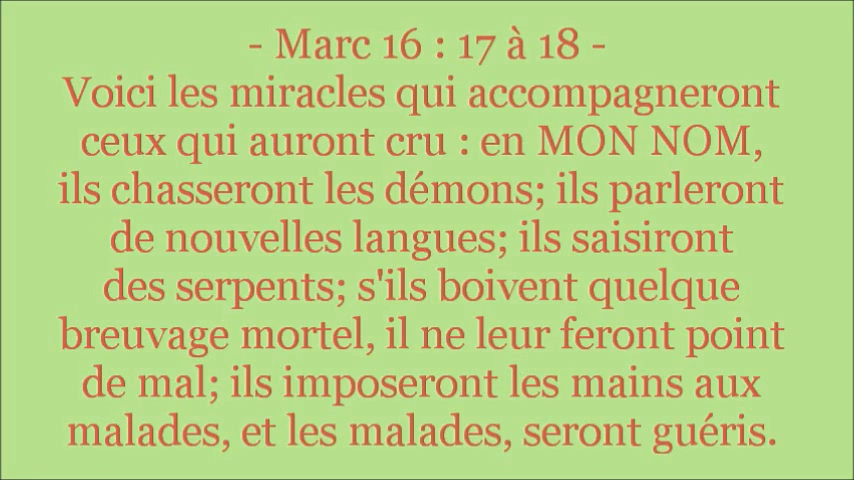 - Marc 16 : 17 à 18 -
Voici les miracles qui accompagneront
ceux qui auront cru : en MON NOM,
ils chasseront les démons; ils parleront
de nouvelles langues; ils saisiront
des serpents; s'ils boivent quelque
breuvage mortel, il ne leur feront point
de mal; ils imposeront les mains aux
malades, et les malades, seront guéris.